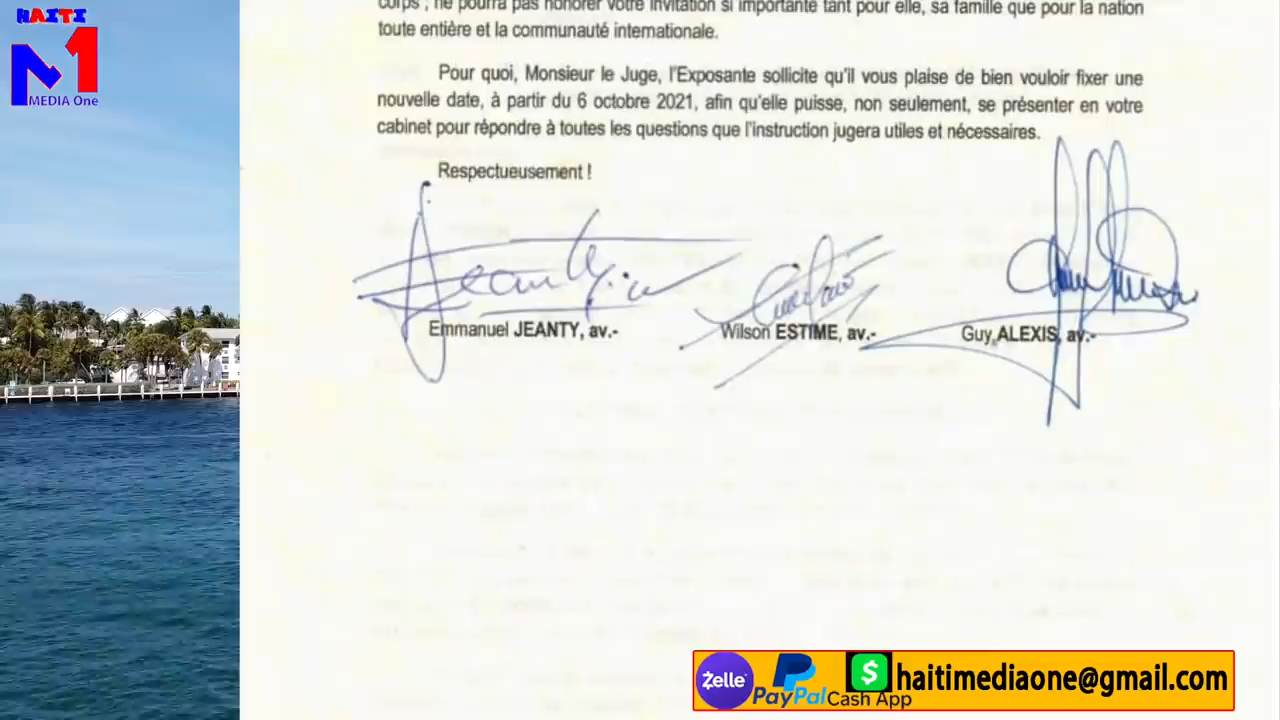 HAITI
M1
MEDIA One
corps ; ne pourra pas honorer votre invitation si importante tant pour elle, sa famille que pour la nation
toute entière et la communauté internationale.
Pour quoi, Monsieur le Juge, l'Exposante sollicite qu'il vous plaise de bien vouloir fixer une
nouvelle date, à partir du 6 octobre 2021, afin qu'elle puisse, non seulement, se présenter en votre
cabinet pour répondre à toutes les questions que l'instruction jugera utiles et nécessaires.
Respectueusement !
Emmanuel JEANTY, av.-
Wilson ESTIME, av.-
Guy ALEXIS, av.-
Zelle
PayPal
$
Cash App
haitimediaone@gmail.com